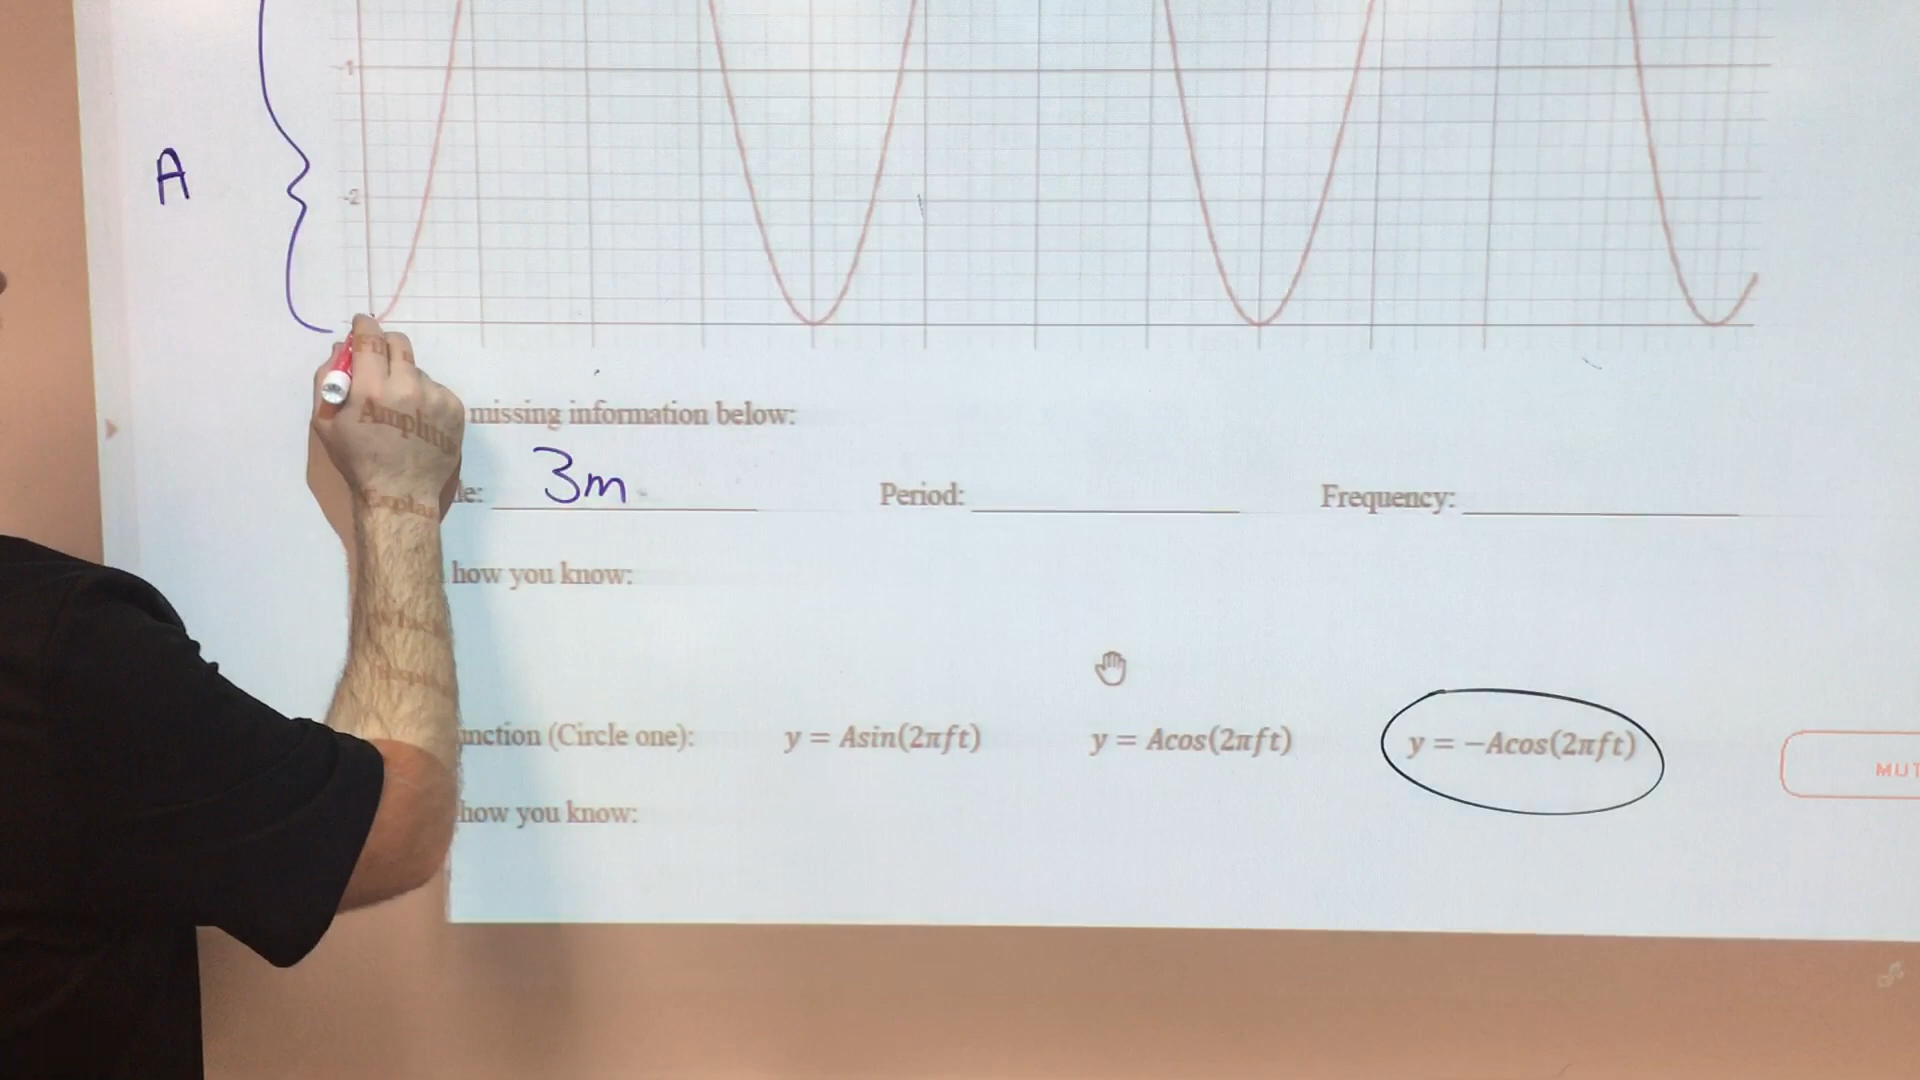 -1
A
-2
missing information below:
3m Period: Frequency:
how you know:
(Circle one): y = Asin(2πft) y = Acos(2πft) y = −Acos(2πft)
MUT
how you know: